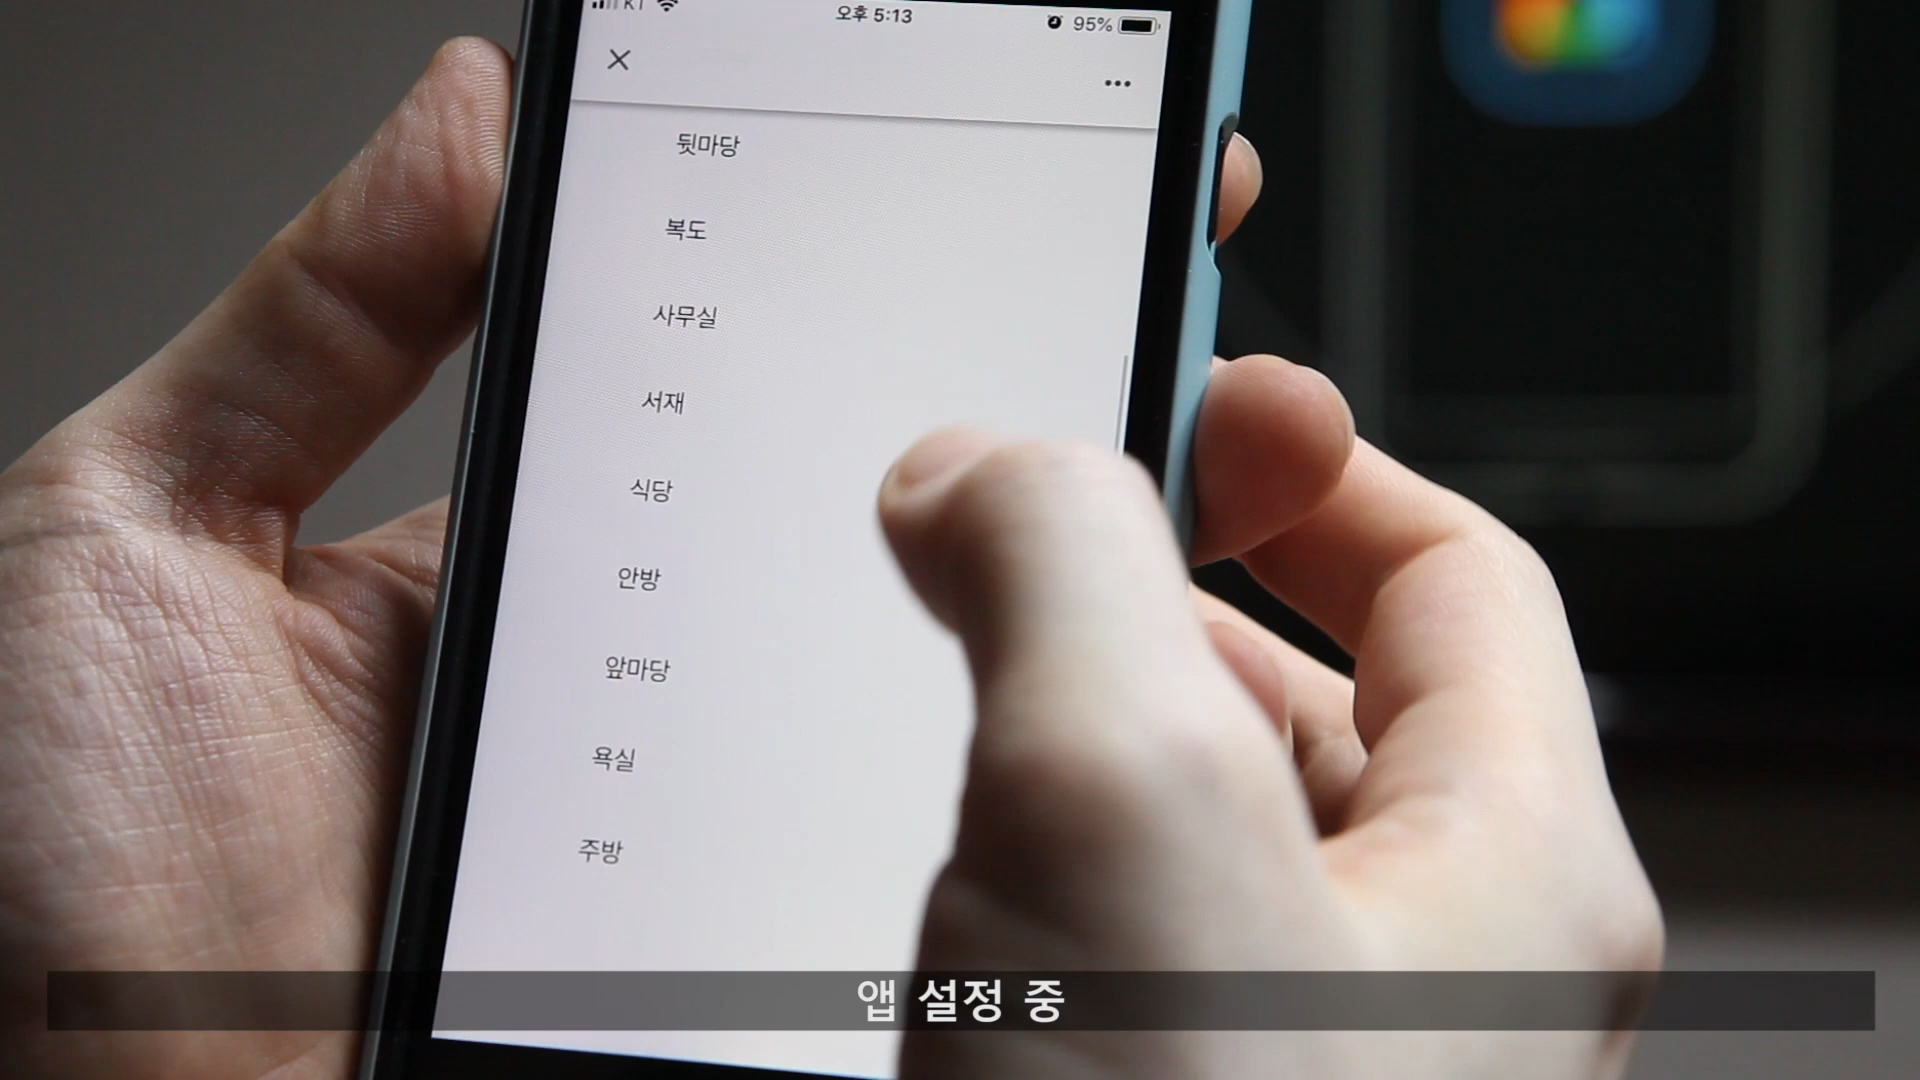 KT 오후 5:13 95%
뒷마당
복도
사무실
서재
식당
안방
앞마당
욕실
주방
앱 설정 중